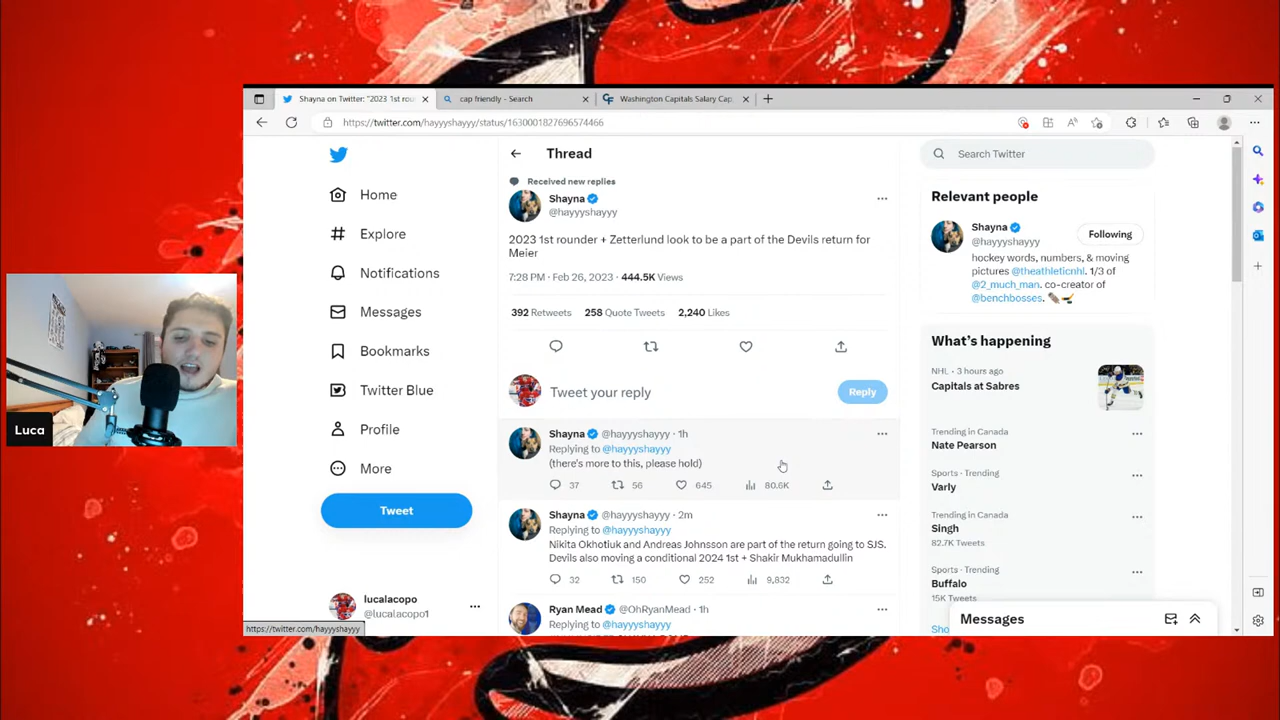 Shayna on Twitter: "2023 1st rou
cap friendly - Search
Washington Capitals Salary Cap,
https://twitter.com/hayyyshayyy/status/1630001827696574466
Home
Explore
Notifications
Messages
Bookmarks
Twitter Blue
Profile
More
Tweet
lucalacopo
@lucalacopo1
https://twitter.com/hayyyshayyy
Thread
Received new replies
Shayna
@hayyyshayyy
2023 1st rounder + Zetterlund look to be a part of the Devils return for
Meier
7:28 PM · Feb 26, 2023 · 444.5K Views
392 Retweets 258 Quote Tweets 2,240 Likes
Tweet your reply
Reply
Shayna @hayyyshayyy · 1h
Replying to @hayyyshayyy
(there's more to this, please hold)
37 56 645 80.6K
Shayna @hayyyshayyy · 2m
Replying to @hayyyshayyy
Nikita Okhotiuk and Andreas Johnsson are part of the return going to SJS.
Devils also moving a conditional 2024 1st + Shakir Mukhamadullin
32 150 252 9,832
Ryan Mead @OhRyanMead · 1h
Replying to @hayyyshayyy
Search Twitter
Relevant people
Shayna
@hayyyshayyy
Following
hockey words, numbers, & moving
pictures @theathleticnhl. 1/3 of
@2_much_man. co-creator of
@benchbosses.
What's happening
NHL · 3 hours ago
Capitals at Sabres
Trending in Canada
Nate Pearson
Sports · Trending
Varly
Trending in Canada
Singh
82.7K Tweets
Sports · Trending
Buffalo
15K Tweets
Sho
Messages
Luca